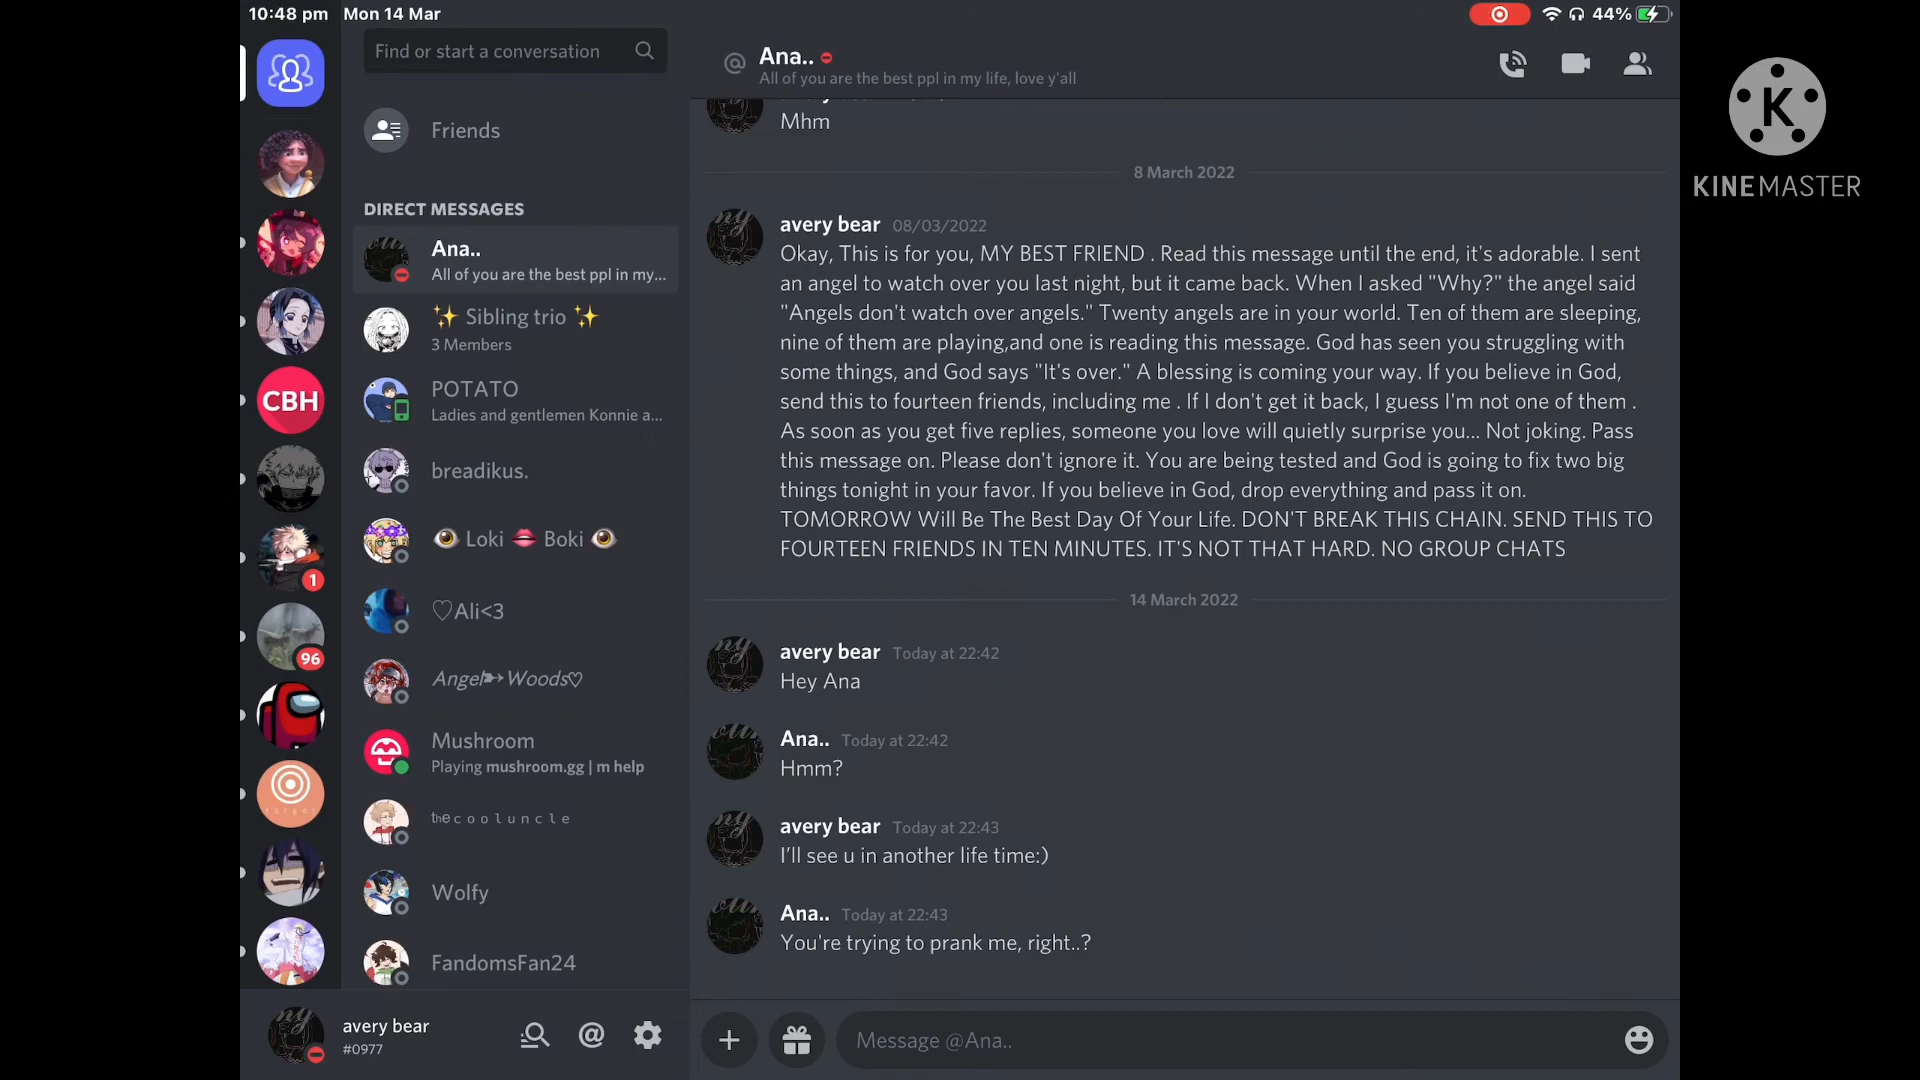 10:48 pm Mon 14 Mar
44%
Find or start a conversation
Friends
DIRECT MESSAGES
Ana..
All of you are the best ppl in my...
✨ Sibling trio ✨
3 Members
POTATO
Ladies and gentlemen Konnie a...
breadikus.
👁 Loki 👄 Boki 👁
♡Ali<3
Angel➵Woods♡
Mushroom
Playing mushroom.gg | m help
thecooluncle
Wolfy
FandomsFan24
CBH
1
96
target
avery bear
#0977
@ Ana..
All of you are the best ppl in my life, love y'all
Mhm
8 March 2022
avery bear 08/03/2022
Okay, This is for you, MY BEST FRIEND . Read this message until the end, it's adorable. I sent
an angel to watch over you last night, but it came back. When I asked "Why?" the angel said
"Angels don't watch over angels." Twenty angels are in your world. Ten of them are sleeping,
nine of them are playing,and one is reading this message. God has seen you struggling with
some things, and God says "It's over." A blessing is coming your way. If you believe in God,
send this to fourteen friends, including me . If I don't get it back, I guess I'm not one of them .
As soon as you get five replies, someone you love will quietly surprise you... Not joking. Pass
this message on. Please don't ignore it. You are being tested and God is going to fix two big
things tonight in your favor. If you believe in God, drop everything and pass it on.
TOMORROW Will Be The Best Day Of Your Life. DON'T BREAK THIS CHAIN. SEND THIS TO
FOURTEEN FRIENDS IN TEN MINUTES. IT'S NOT THAT HARD. NO GROUP CHATS
14 March 2022
avery bear Today at 22:42
Hey Ana
Ana.. Today at 22:42
Hmm?
avery bear Today at 22:43
I'll see u in another life time:)
Ana.. Today at 22:43
You're trying to prank me, right..?
Message @Ana..
K
KINEMASTER